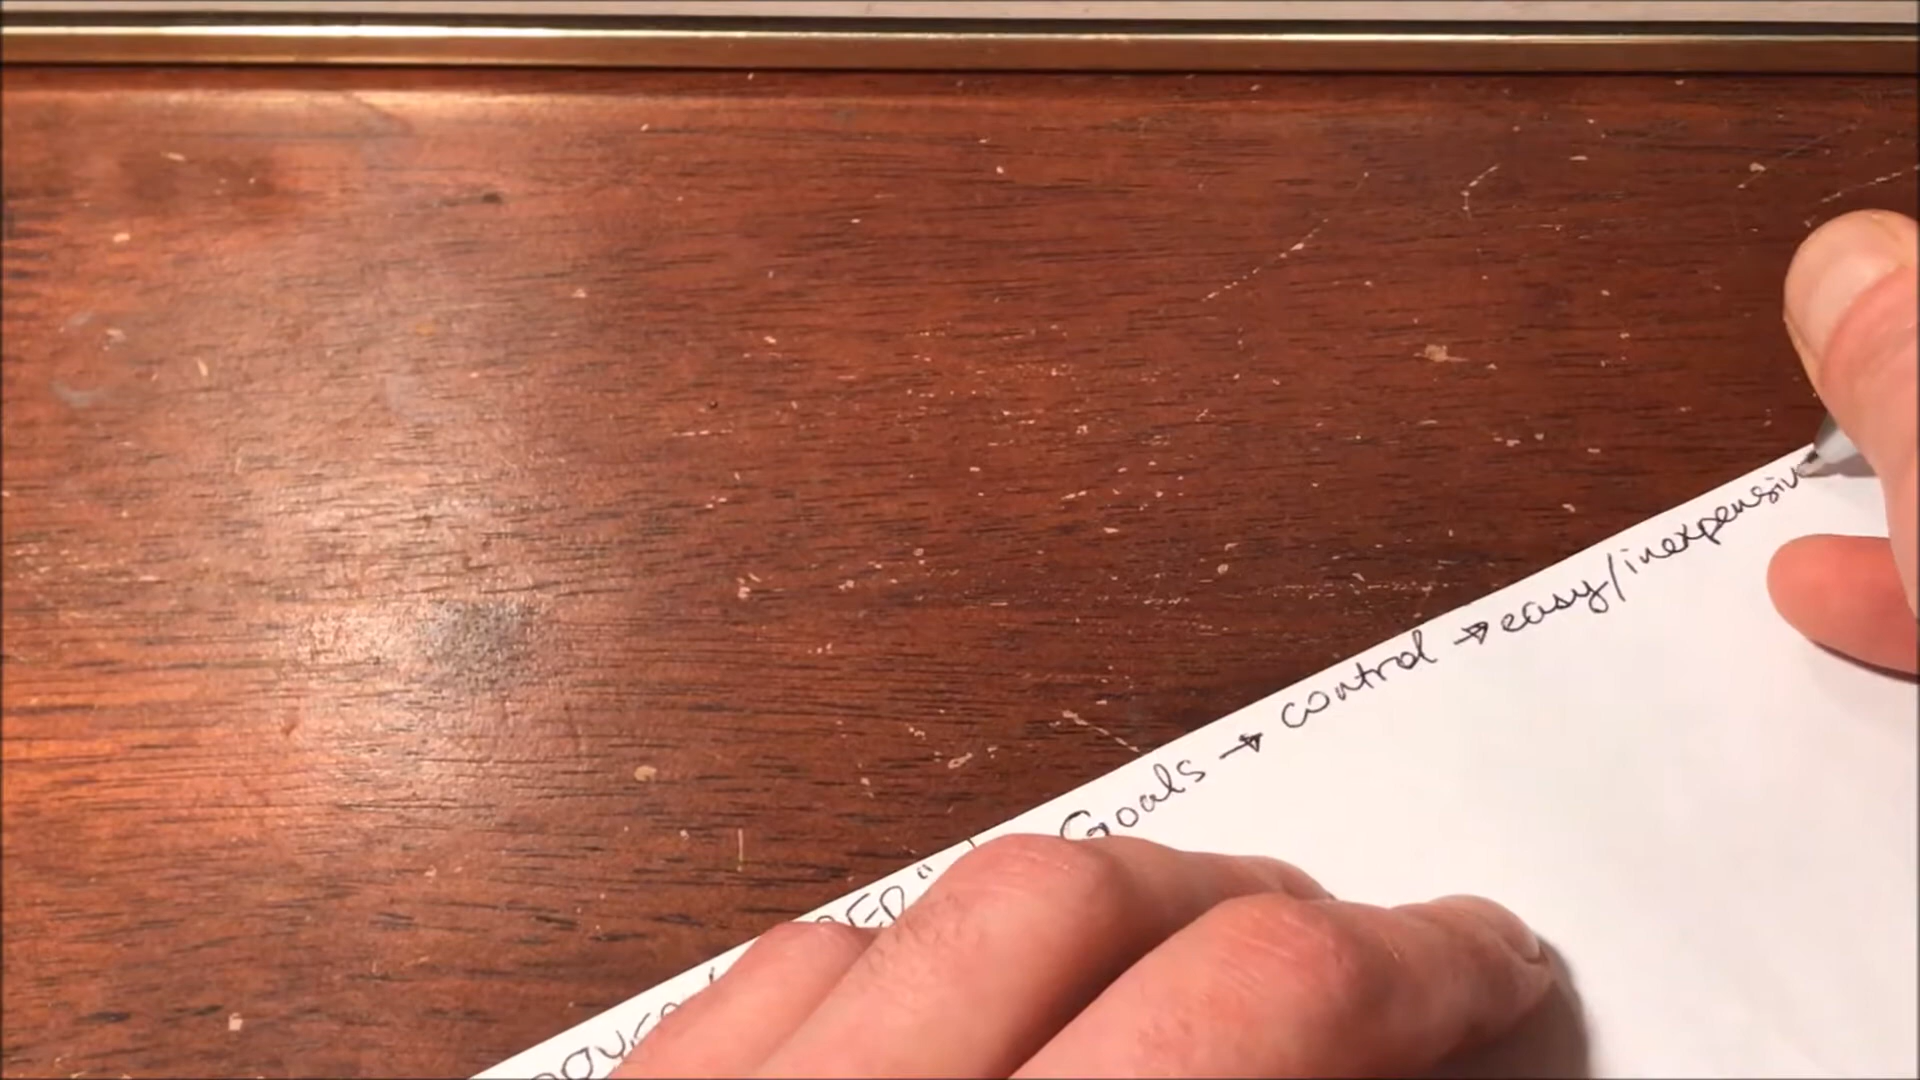 Goals → control → easy/inexpensiv